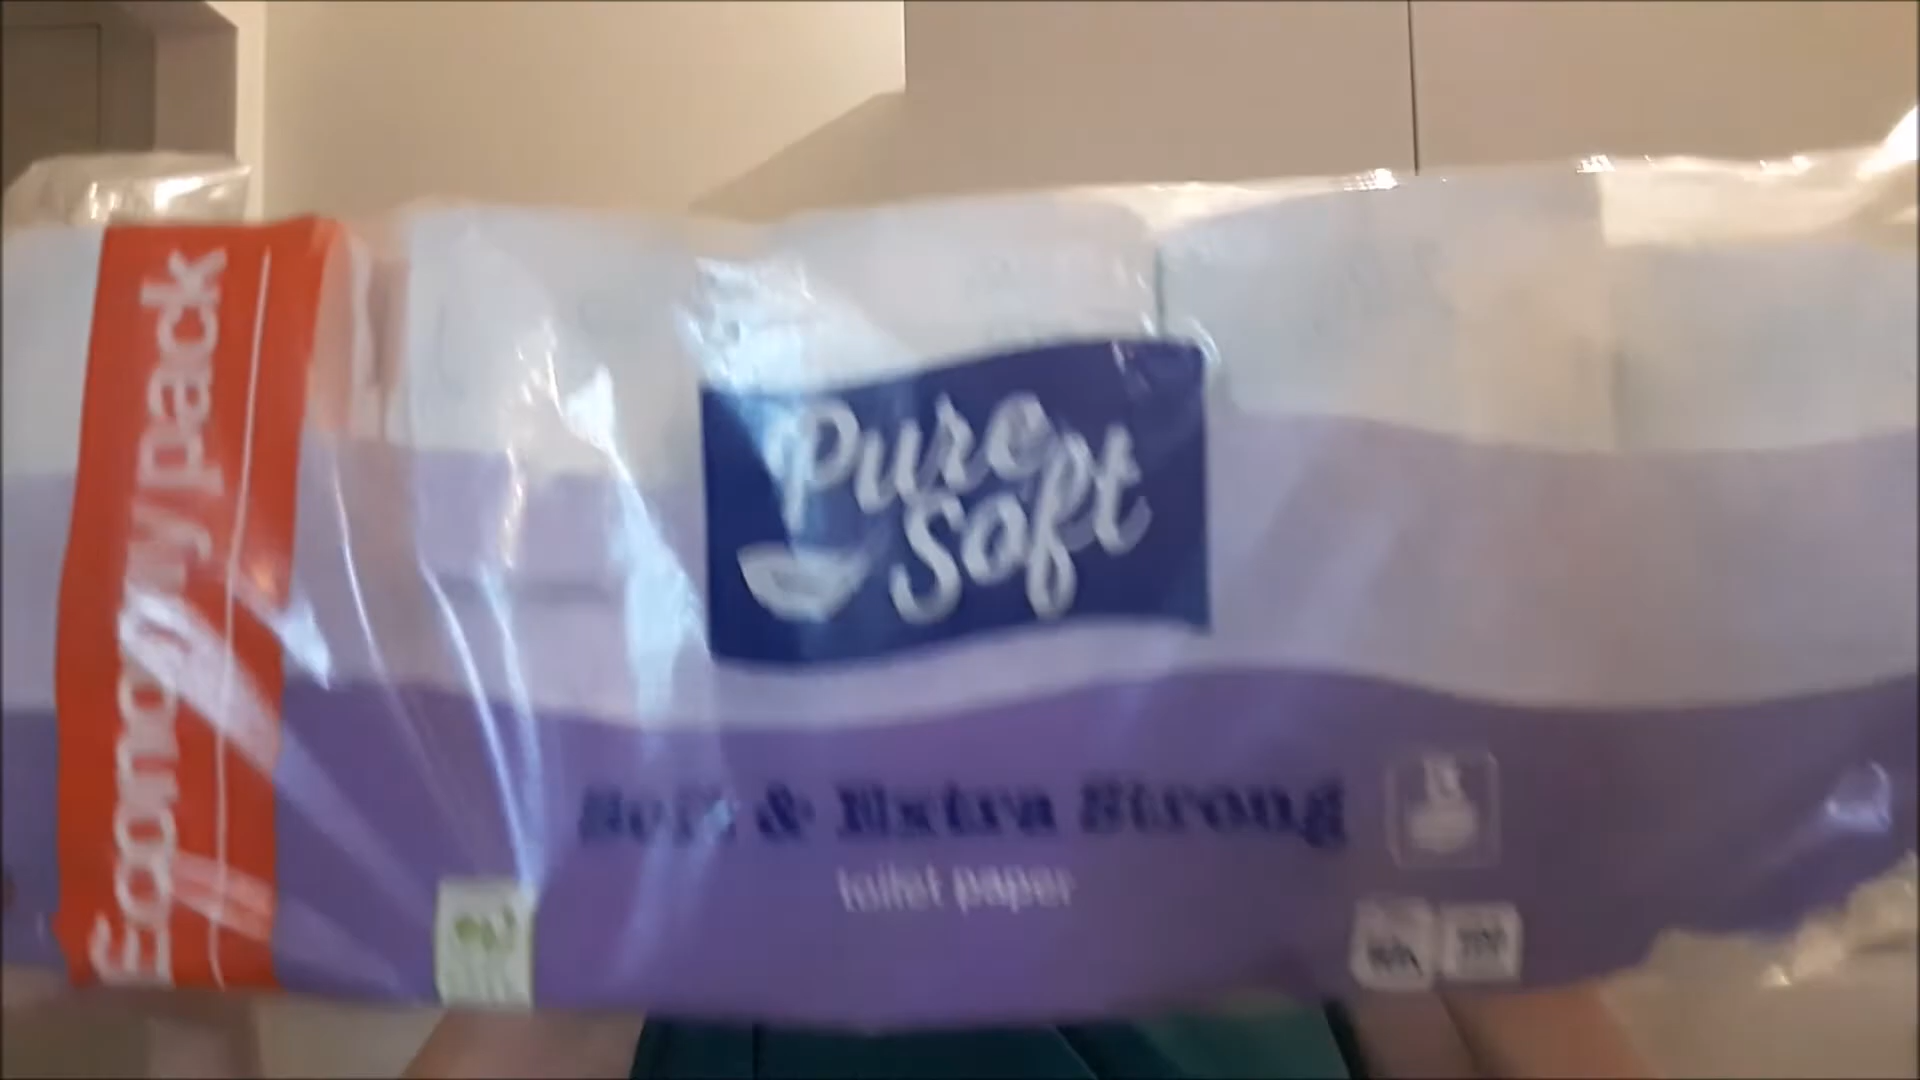 Economy pack
Pure
Soft
Soft & Extra Strong
toilet paper